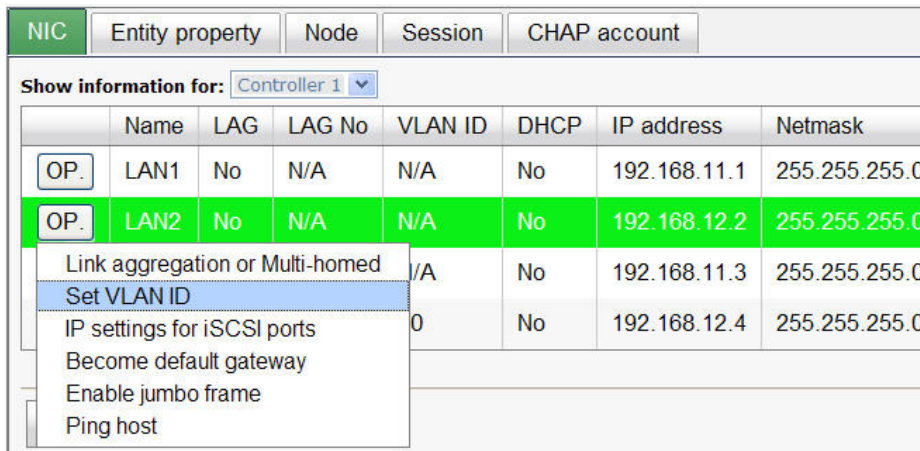 NIC Entity property Node Session CHAP account
Show information for: Controller 1
Name LAG LAG No VLAN ID DHCP IP address Netmask
OP. LAN1 No N/A N/A No 192.168.11.1 255.255.255.0
OP. LAN2 No N/A N/A No 192.168.12.2 255.255.255.0
Link aggregation or Multi-homed
/A No 192.168.11.3 255.255.255.0
Set VLAN ID
IP settings for iSCSI ports
0 No 192.168.12.4 255.255.255.0
Become default gateway
Enable jumbo frame
Ping host